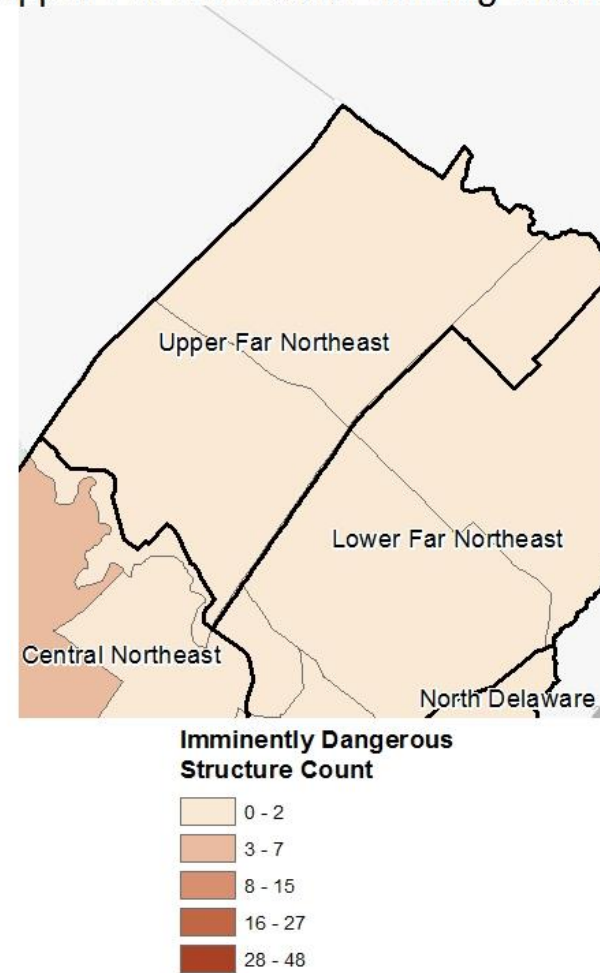 Upper Far Northeast
Lower Far Northeast
Central Northeast
North Delaware
Imminently Dangerous
Structure Count
0 - 2
3 - 7
8 - 15
16 - 27
28 - 48